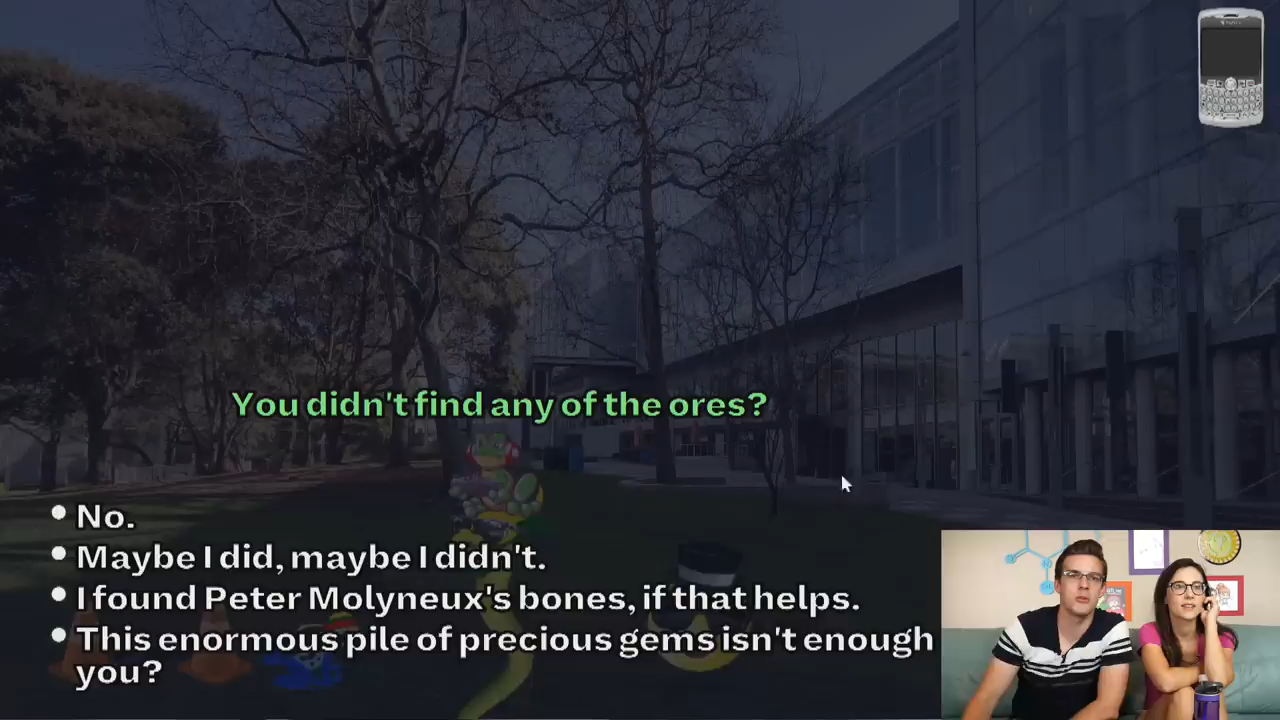 You didn't find any of the ores?
No.
Maybe I did, maybe I didn't.
I found Peter Molyneux's bones, if that helps.
This enormous pile of precious gems isn't enough
you?